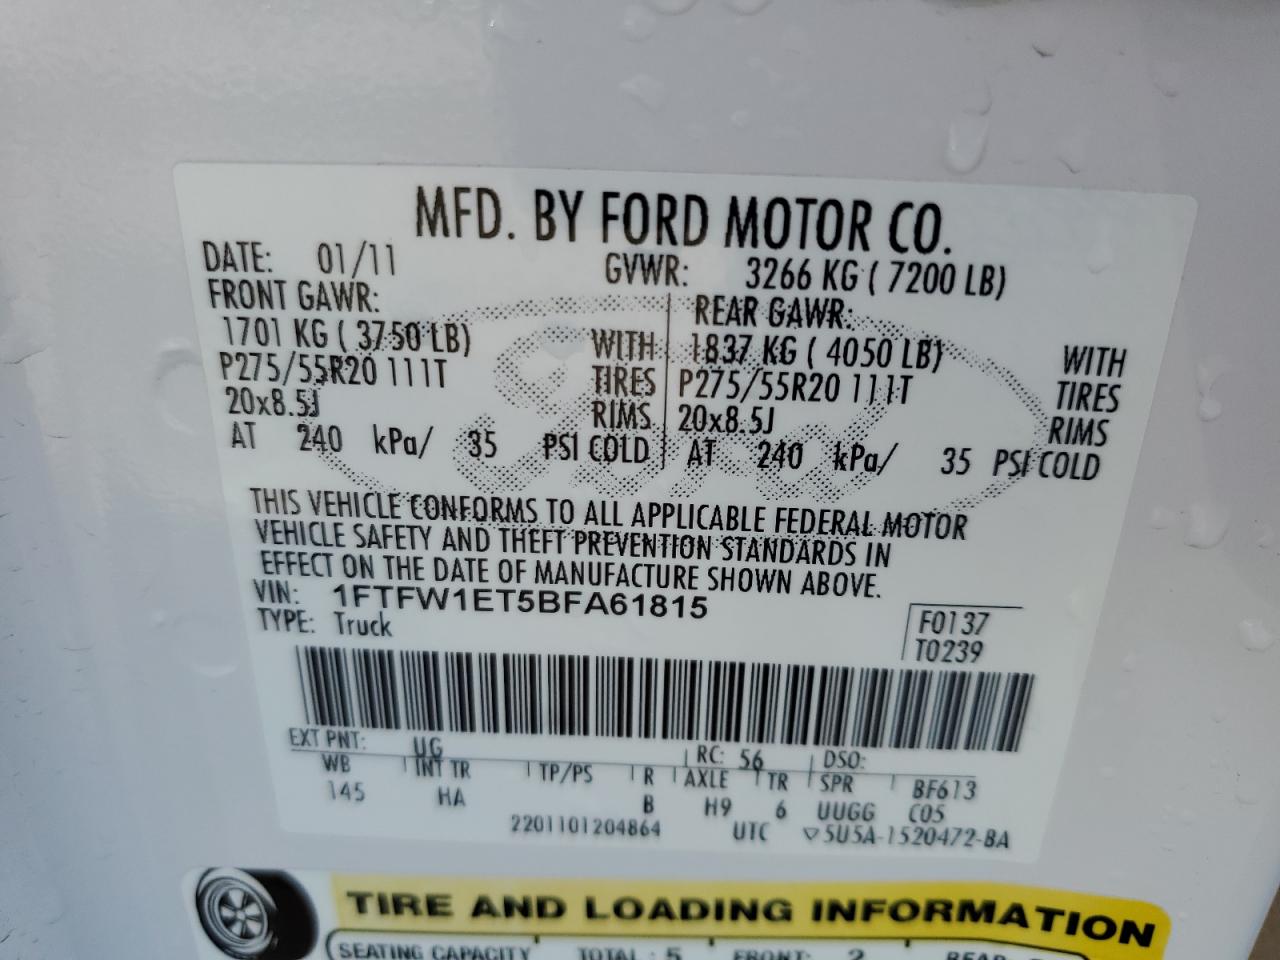 MFD. BY FORD MOTOR CO.
DATE: 01/11 GVWR: 3266 KG ( 7200 LB)
FRONT GAWR: REAR GAWR:
1701 KG ( 3750 LB) WITH 1837 KG ( 4050 LB) WITH
P275/55R20 111T TIRES P275/55R20 111T TIRES
20x8.5J RIMS 20x8.5J RIMS
AT 240 kPa/ 35 PSI COLD AT 240 kPa/ 35 PSI COLD
THIS VEHICLE CONFORMS TO ALL APPLICABLE FEDERAL MOTOR
VEHICLE SAFETY AND THEFT PREVENTION STANDARDS IN
EFFECT ON THE DATE OF MANUFACTURE SHOWN ABOVE.
VIN: 1FTFW1ET5BFA61815
TYPE: Truck
F0137
T0239
EXT PNT: UG RC: 56 DSO:
WB INT TR TP/PS R AXLE TR SPR BF613
145 HA B H9 6 UUGG C05
2201101204864 UTC ▽5U5A-1520472-BA
TIRE AND LOADING INFORMATION
SEATING CAPACITY TOTAL : 5 FRONT: 2 REAR